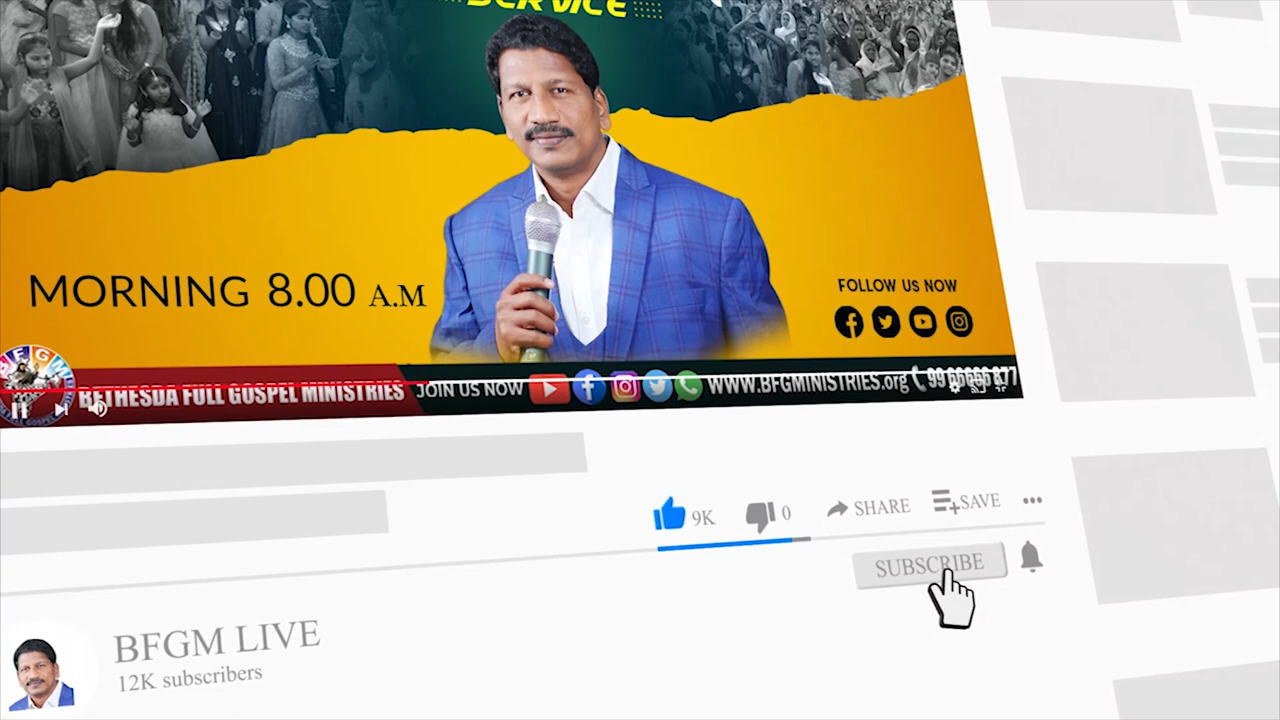 SERVICE
MORNING 8.00 A.M
FOLLOW US NOW
BETHESDA FULL GOSPEL MINISTRIES
JOIN US NOW
WWW.BFGMINISTRIES.org
9K
0
SHARE
SAVE
SUBSCRIBE
BFGM LIVE
12K subscribers